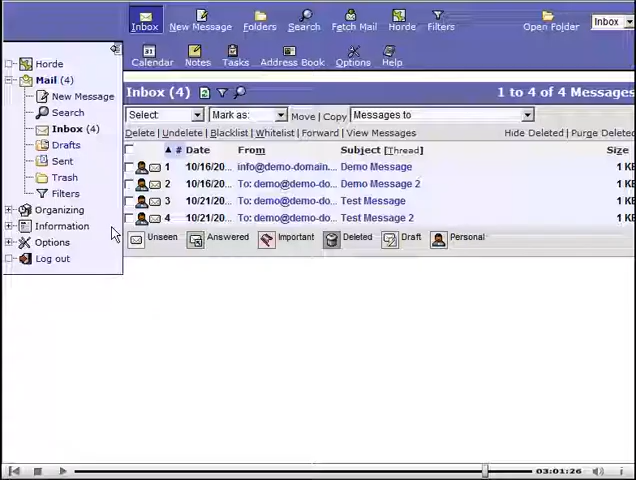 Inbox New Message Folders Search Fetch Mail Horde Filters Open Folder Inbox
Calendar Notes Tasks Address Book Options Help
Horde
Mail (4)
New Message
Search
Inbox (4)
Drafts
Sent
Trash
Filters
Organizing
Information
Options
Log out
Inbox (4) 1 to 4 of 4 Messages
Select: Mark as: Move | Copy Messages to
Delete | Undelete | Blacklist | Whitelist | Forward | View Messages Hide Deleted | Purge Deleted
# Date From Subject [Thread] Size
1 10/16/20... info@demo-domain... Demo Message 1 KB
2 10/16/20... To: demo@demo-do... Demo Message 2 1 KB
3 10/21/20... To: demo@demo-do... Test Message 1 KB
4 10/21/20... To: demo@demo-do... Test Message 2 1 KB
Unseen Answered Important Deleted Draft Personal
03:01:26